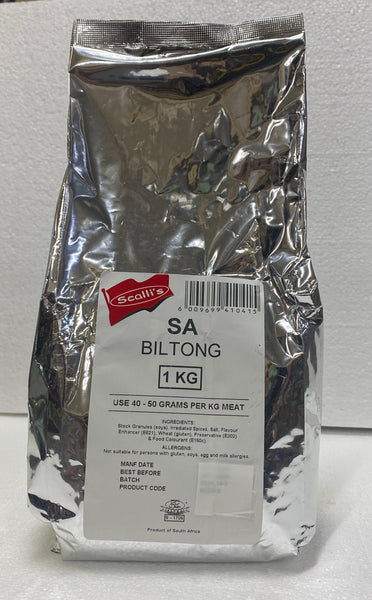 Scalli's
6 009699 410415
SA
BILTONG
1 KG
USE 40 - 50 GRAMS PER KG MEAT
INGREDIENTS:
Stock Granules (soya), Irradiated Spices, Salt, Flavour
Enhancer (E621), Wheat (gluten), Preservative (E202)
& Food Colourant (E150c).
ALLERGENS:
Not suitable for persons with gluten, soya, egg and milk allergies.
MANF DATE
BEST BEFORE
BATCH
PRODUCT CODE
Product of South Africa